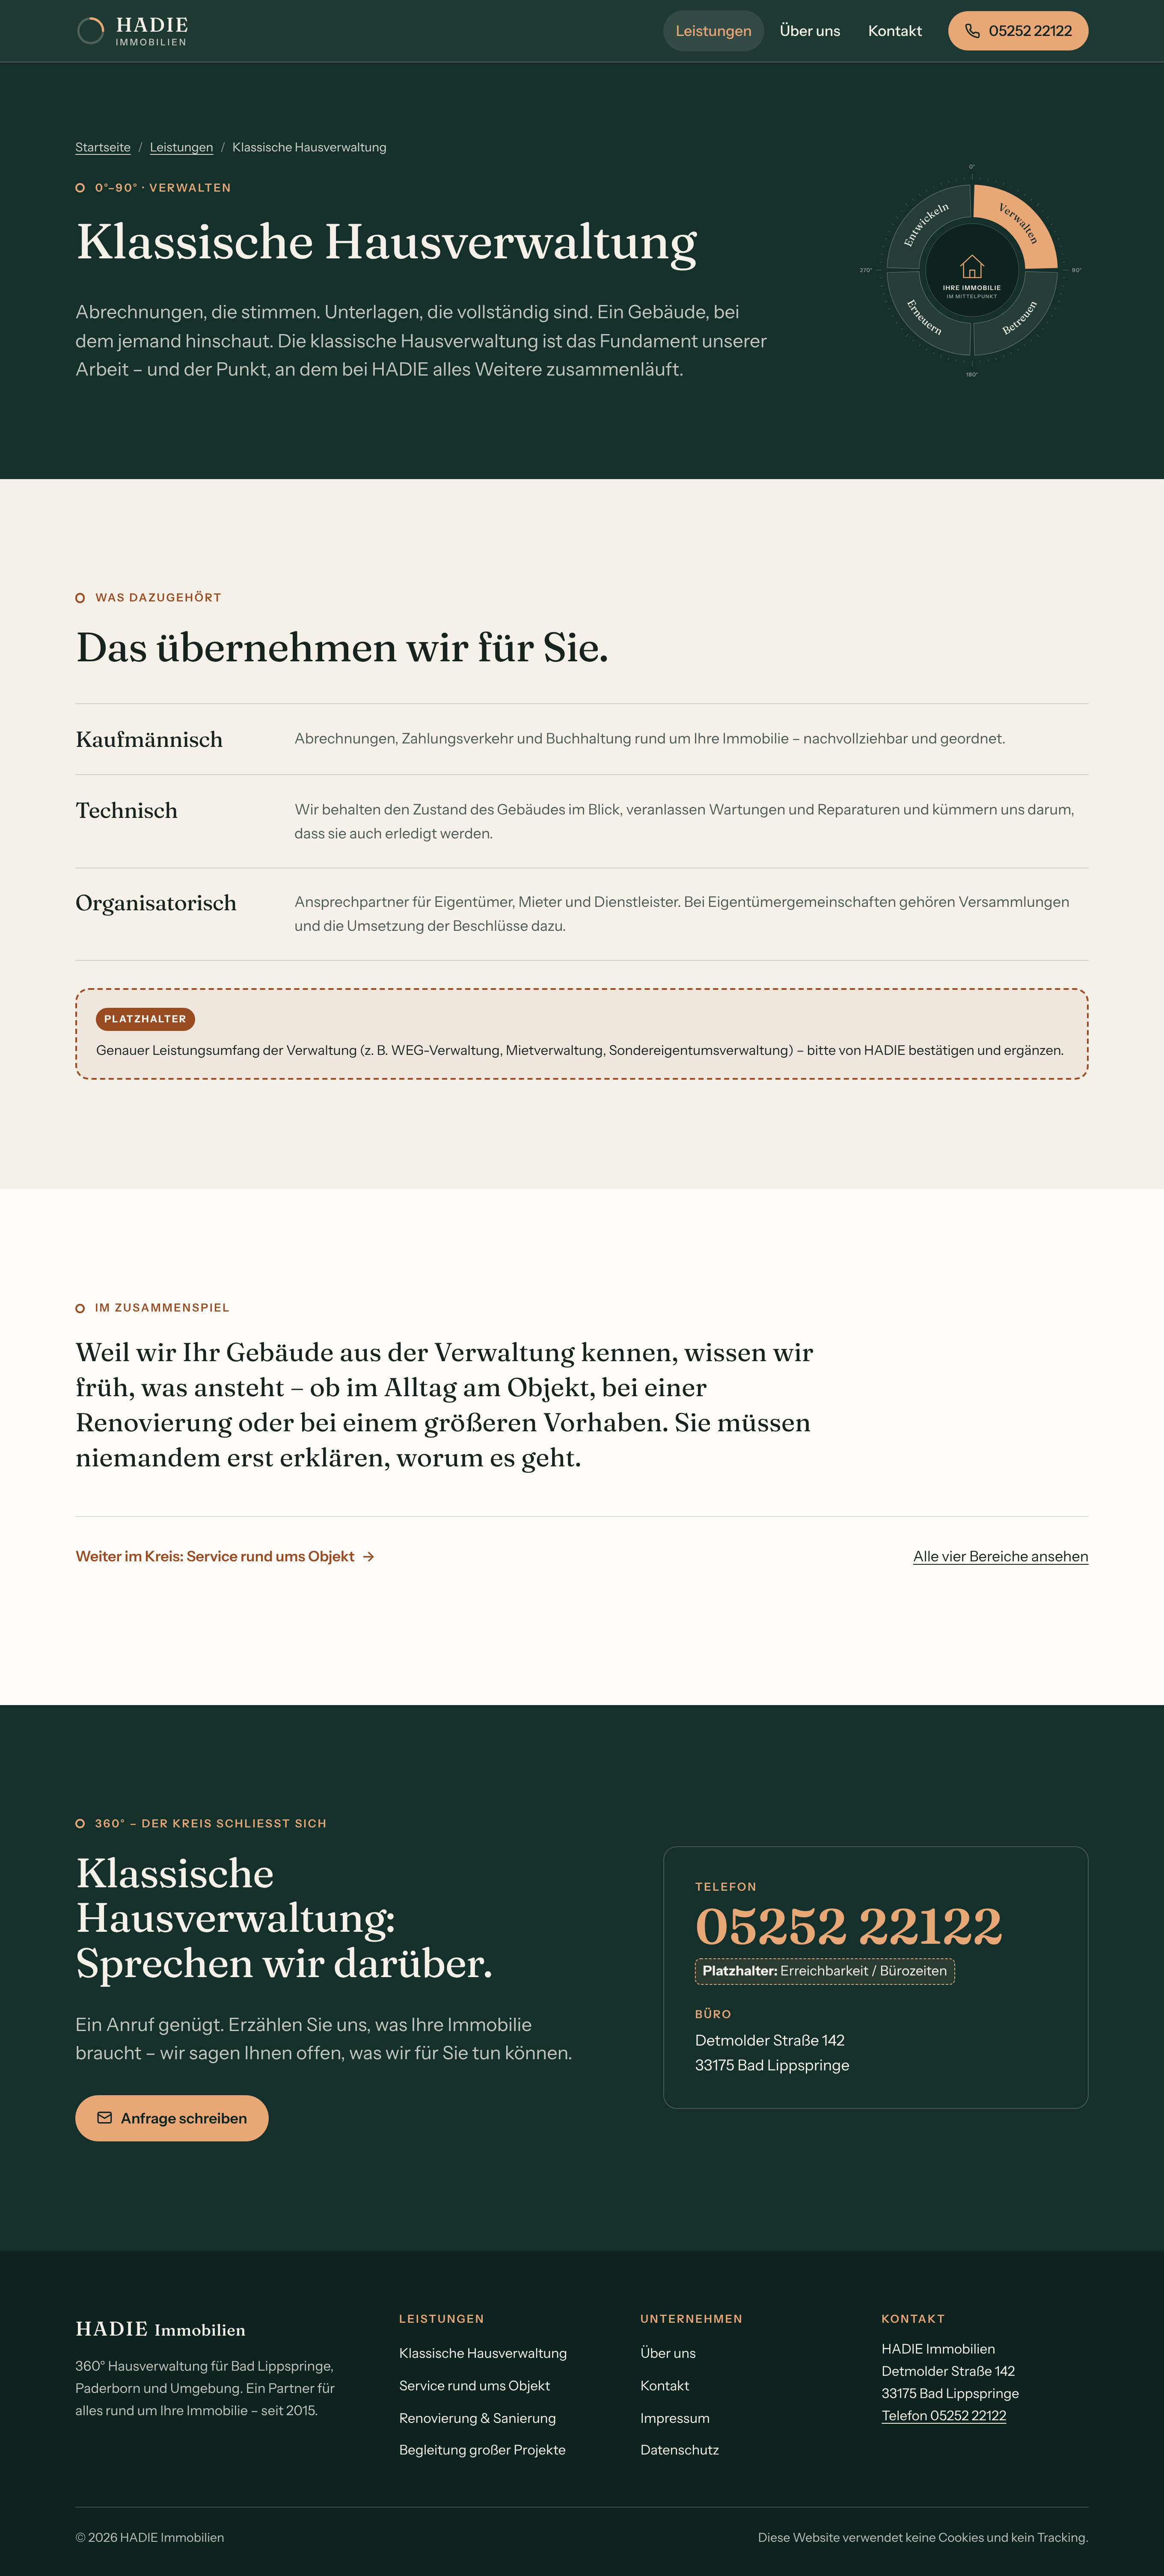 HADIE
IMMOBILIEN
Leistungen
Über uns
Kontakt
05252 22122
Startseite / Leistungen / Klassische Hausverwaltung
0°–90° · VERWALTEN
Klassische Hausverwaltung
Abrechnungen, die stimmen. Unterlagen, die vollständig sind. Ein Gebäude, bei
dem jemand hinschaut. Die klassische Hausverwaltung ist das Fundament unserer
Arbeit – und der Punkt, an dem bei HADIE alles Weitere zusammenläuft.
0°
Entwickeln
Verwalten
270°
90°
IHRE IMMOBILIE
IM MITTELPUNKT
Erneuern
Betreuen
180°
WAS DAZUGEHÖRT
Das übernehmen wir für Sie.
Kaufmännisch
Abrechnungen, Zahlungsverkehr und Buchhaltung rund um Ihre Immobilie – nachvollziehbar und geordnet.
Technisch
Wir behalten den Zustand des Gebäudes im Blick, veranlassen Wartungen und Reparaturen und kümmern uns darum,
dass sie auch erledigt werden.
Organisatorisch
Ansprechpartner für Eigentümer, Mieter und Dienstleister. Bei Eigentümergemeinschaften gehören Versammlungen
und die Umsetzung der Beschlüsse dazu.
PLATZHALTER
Genauer Leistungsumfang der Verwaltung (z. B. WEG-Verwaltung, Mietverwaltung, Sondereigentumsverwaltung) – bitte von HADIE bestätigen und ergänzen.
IM ZUSAMMENSPIEL
Weil wir Ihr Gebäude aus der Verwaltung kennen, wissen wir
früh, was ansteht – ob im Alltag am Objekt, bei einer
Renovierung oder bei einem größeren Vorhaben. Sie müssen
niemandem erst erklären, worum es geht.
Weiter im Kreis: Service rund ums Objekt →
Alle vier Bereiche ansehen
360° – DER KREIS SCHLIESST SICH
Klassische
Hausverwaltung:
Sprechen wir darüber.
Ein Anruf genügt. Erzählen Sie uns, was Ihre Immobilie
braucht – wir sagen Ihnen offen, was wir für Sie tun können.
Anfrage schreiben
TELEFON
05252 22122
Platzhalter: Erreichbarkeit / Bürozeiten
BÜRO
Detmolder Straße 142
33175 Bad Lippspringe
HADIE Immobilien
360° Hausverwaltung für Bad Lippspringe,
Paderborn und Umgebung. Ein Partner für
alles rund um Ihre Immobilie – seit 2015.
LEISTUNGEN
Klassische Hausverwaltung
Service rund ums Objekt
Renovierung & Sanierung
Begleitung großer Projekte
UNTERNEHMEN
Über uns
Kontakt
Impressum
Datenschutz
KONTAKT
HADIE Immobilien
Detmolder Straße 142
33175 Bad Lippspringe
Telefon 05252 22122
© 2026 HADIE Immobilien
Diese Website verwendet keine Cookies und kein Tracking.